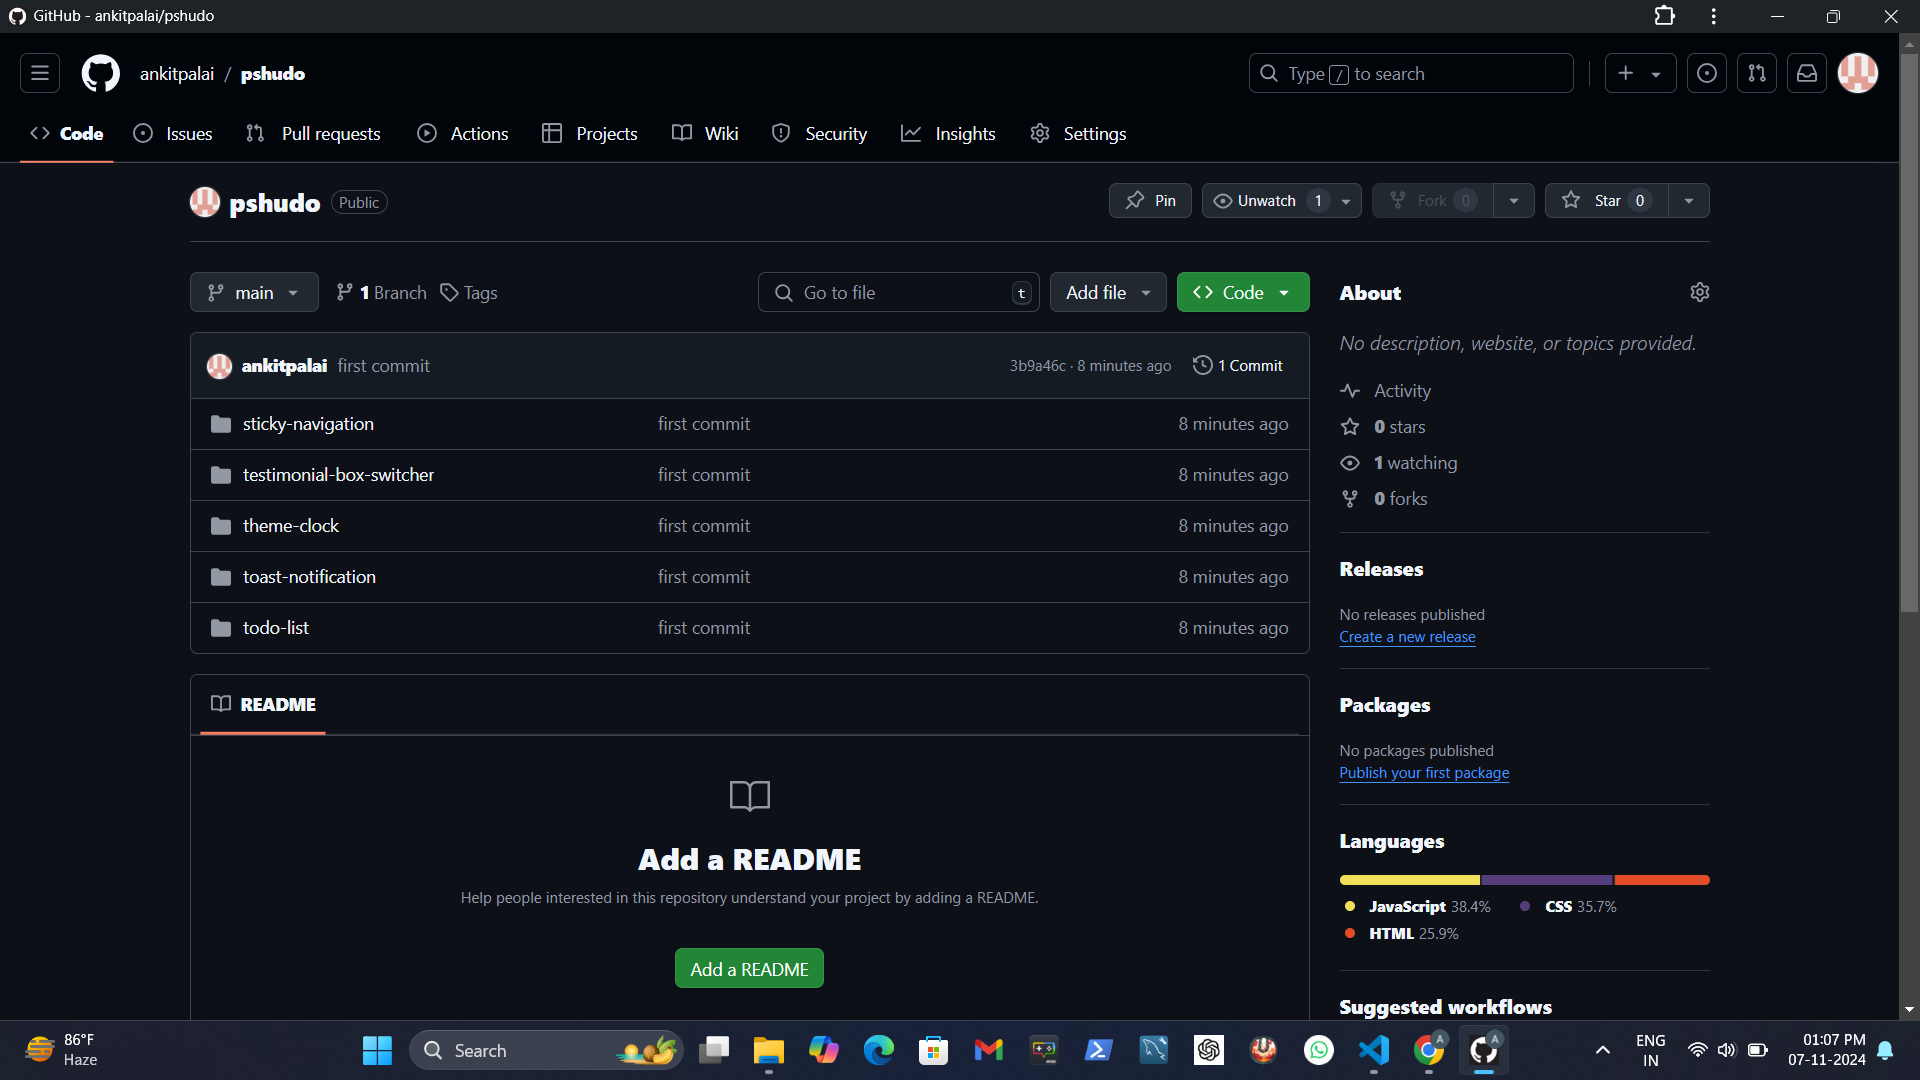 GitHub - ankitpalai/pshudo
ankitpalai / pshudo
Type / to search
Code Issues Pull requests Actions Projects Wiki Security Insights Settings
pshudo Public
Pin Unwatch 1 Fork 0 Star 0
main 1 Branch Tags Go to file t Add file Code
ankitpalai first commit 3b9a46c · 8 minutes ago 1 Commit
sticky-navigation first commit 8 minutes ago
testimonial-box-switcher first commit 8 minutes ago
theme-clock first commit 8 minutes ago
toast-notification first commit 8 minutes ago
todo-list first commit 8 minutes ago
README
Add a README
Help people interested in this repository understand your project by adding a README.
Add a README
About
No description, website, or topics provided.
Activity
0 stars
1 watching
0 forks
Releases
No releases published
Create a new release
Packages
No packages published
Publish your first package
Languages
JavaScript 38.4% CSS 35.7%
HTML 25.9%
Suggested workflows
86°F
Haze
Search
A A
ENG
IN
01:07 PM
07-11-2024